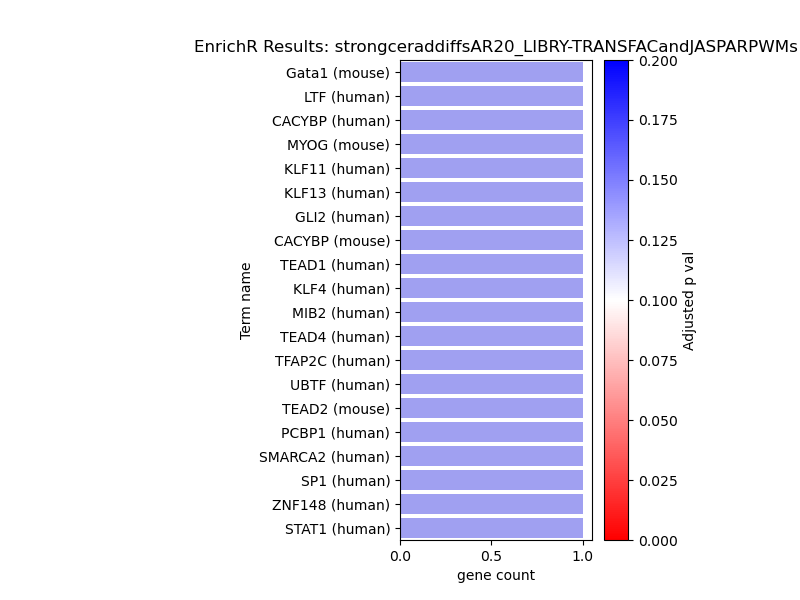 EnrichR Results: strongceraddiffsAR20_LIBRY-TRANSFACandJASPARPWMs
Term name
Gata1 (mouse)
LTF (human)
CACYBP (human)
MYOG (mouse)
KLF11 (human)
KLF13 (human)
GLI2 (human)
CACYBP (mouse)
TEAD1 (human)
KLF4 (human)
MIB2 (human)
TEAD4 (human)
TFAP2C (human)
UBTF (human)
TEAD2 (mouse)
PCBP1 (human)
SMARCA2 (human)
SP1 (human)
ZNF148 (human)
STAT1 (human)
0.0 0.5 1.0
gene count
0.200
0.175
0.150
0.125
0.100
0.075
0.050
0.025
0.000
Adjusted p val